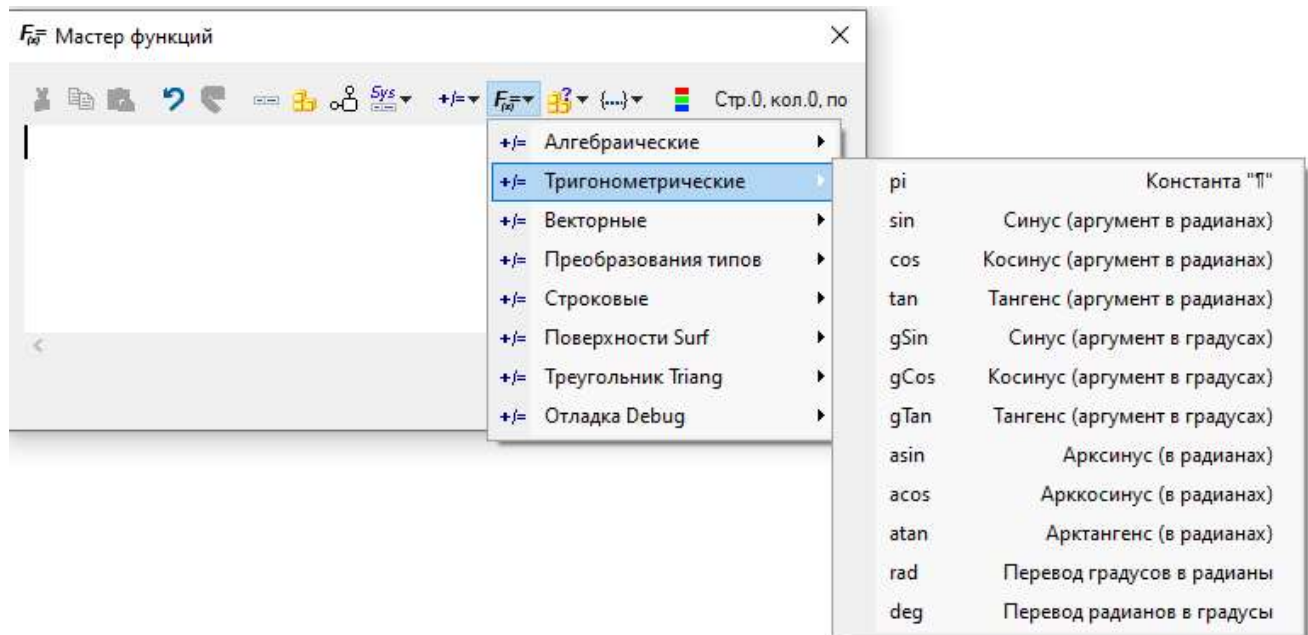 F(x)= Мастер функций
Sys +/= F(x)= {...} Стр.0, кол.0, по
+/= Алгебраические
+/= Тригонометрические
+/= Векторные
+/= Преобразования типов
+/= Строковые
+/= Поверхности Surf
+/= Треугольник Triang
+/= Отладка Debug
pi Константа "¶"
sin Синус (аргумент в радианах)
cos Косинус (аргумент в радианах)
tan Тангенс (аргумент в радианах)
gSin Синус (аргумент в градусах)
gCos Косинус (аргумент в градусах)
gTan Тангенс (аргумент в градусах)
asin Арксинус (в радианах)
acos Арккосинус (в радианах)
atan Арктангенс (в радианах)
rad Перевод градусов в радианы
deg Перевод радианов в градусы